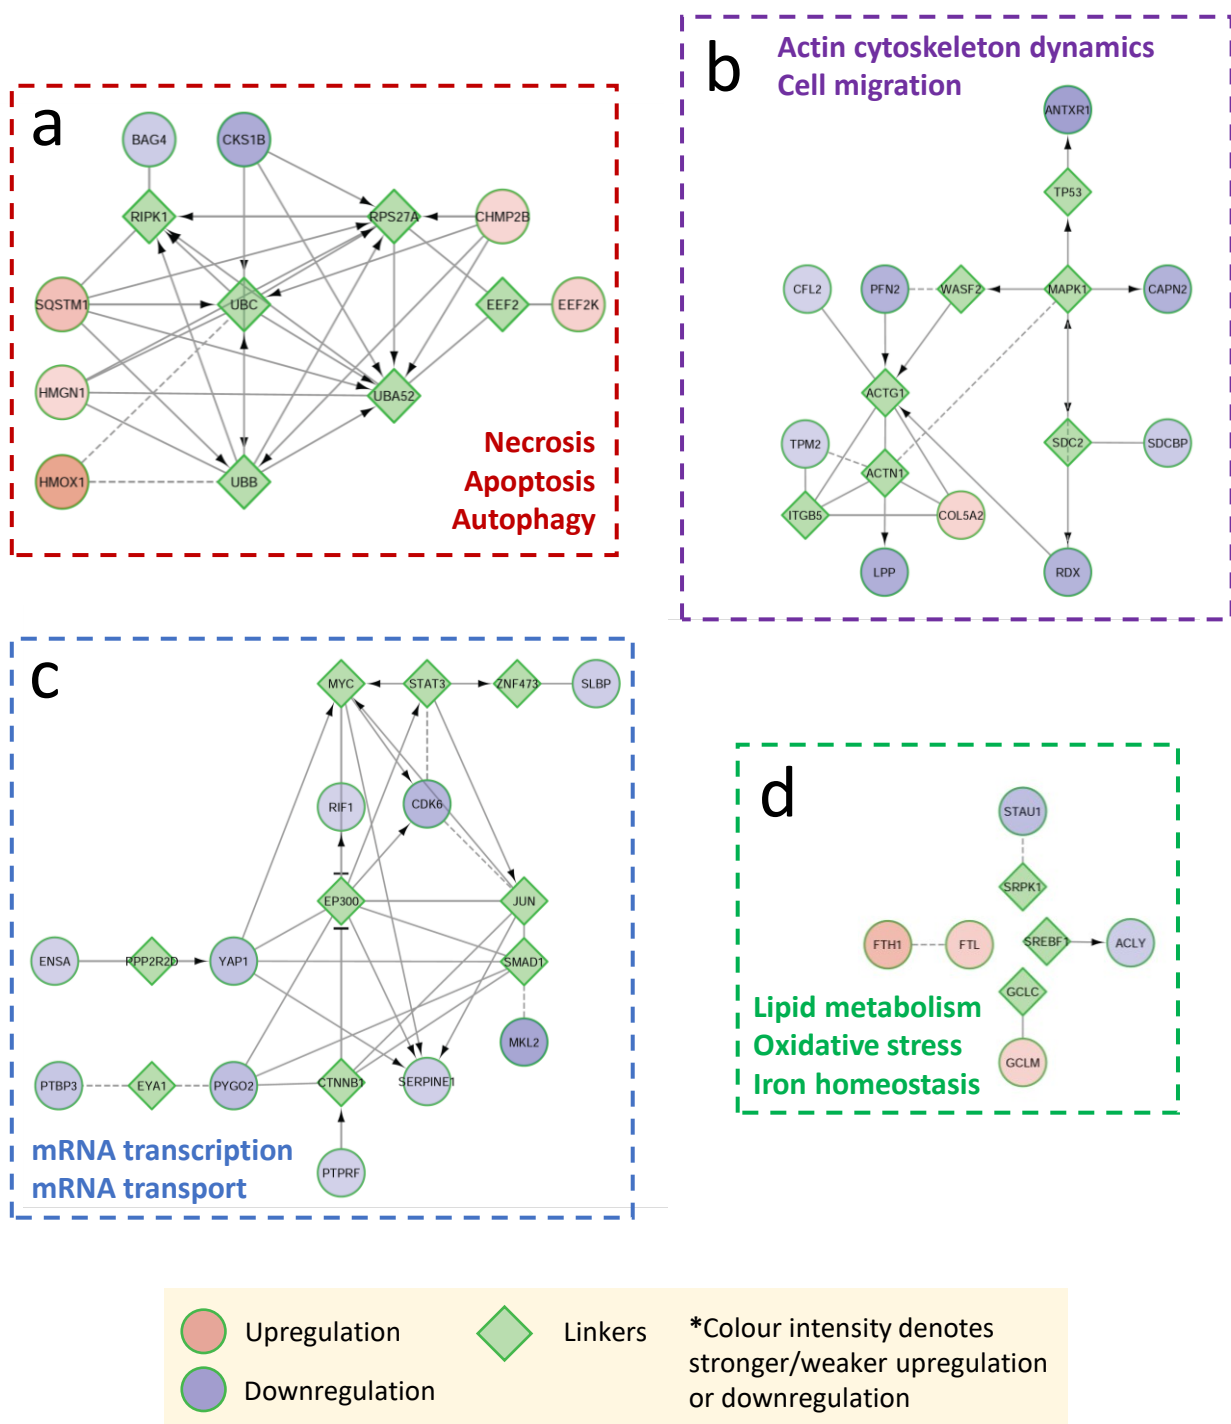 a
BAG4
CKS1B
RIPK1
RPS27A
CHMP2B
SQSTM1
UBC
EEF2
EEF2K
HMGN1
UBA52
HMOX1
UBB
Necrosis
Apoptosis
Autophagy
b
Actin cytoskeleton dynamics
Cell migration
ANTXR1
TP53
CFL2
PFN2
WASF2
MAPK1
CAPN2
ACTG1
TPM2
ACTN1
SDC2
SDCBP
ITGB5
COL5A2
LPP
RDX
c
MYC
STAT3
ZNF473
SLBP
RIF1
CDK6
EP300
JUN
ENSA
PPP2R2D
YAP1
SMAD1
MKL2
PTBP3
EYA1
PYGO2
CTNNB1
SERPINE1
PTPRF
mRNA transcription
mRNA transport
d
STAU1
SRPK1
FTH1
FTL
SREBF1
ACLY
GCLC
GCLM
Lipid metabolism
Oxidative stress
Iron homeostasis
Upregulation
Downregulation
Linkers
*Colour intensity denotes
stronger/weaker upregulation
or downregulation